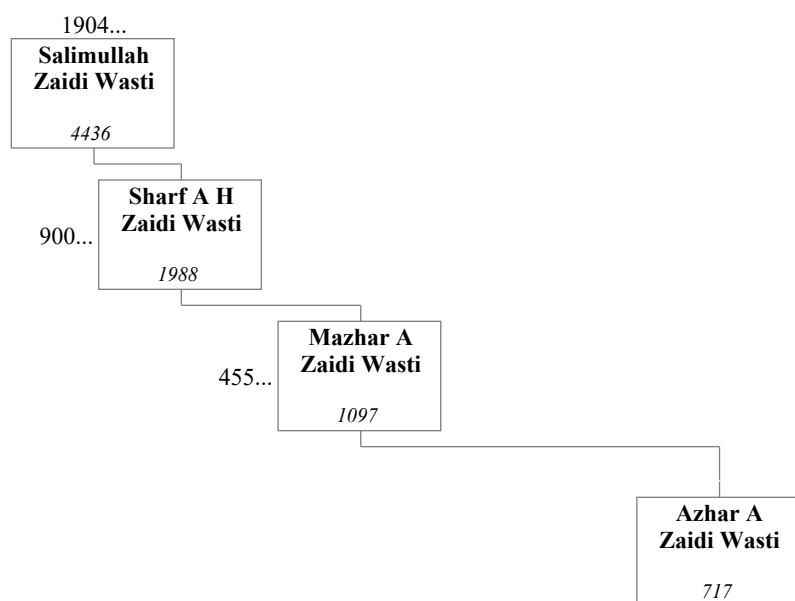 1904...
Salimullah
Zaidi Wasti
4436
Sharf A H
Zaidi Wasti
900...
1988
Mazhar A
Zaidi Wasti
455...
1097
Azhar A
Zaidi Wasti
717